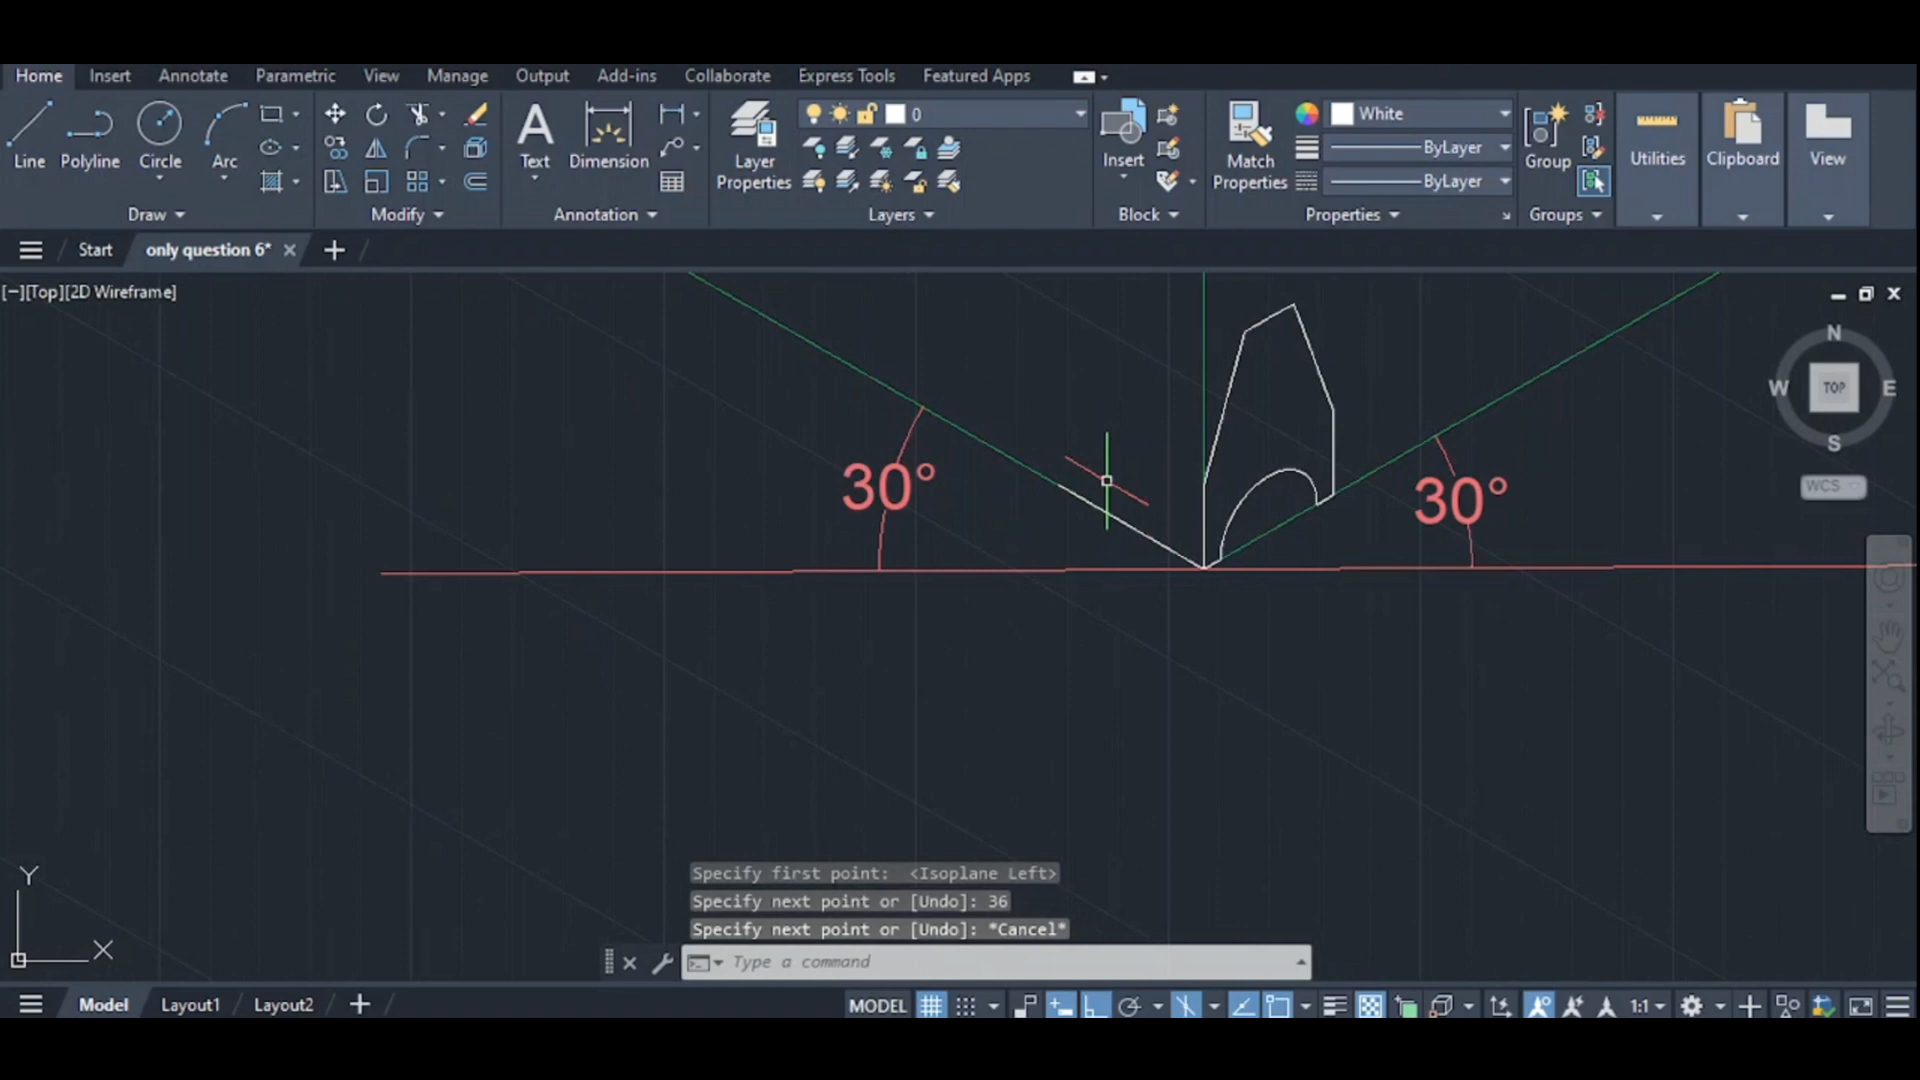 Home Insert Annotate Parametric View Manage Output Add-ins Collaborate Express Tools Featured Apps
0 White
Line Polyline Circle Arc Text Dimension Layer Properties Insert Match Properties ByLayer ByLayer Group Utilities Clipboard View
Draw Modify Annotation Layers Block Properties Groups
Start only question 6*
[−][Top][2D Wireframe]
N
W TOP E
S
WCS
30° 30°
Specify first point: <Isoplane Left>
Specify next point or [Undo]: 36
Specify next point or [Undo]: *Cancel*
Type a command
Y
X
Model Layout1 Layout2 MODEL 1:1